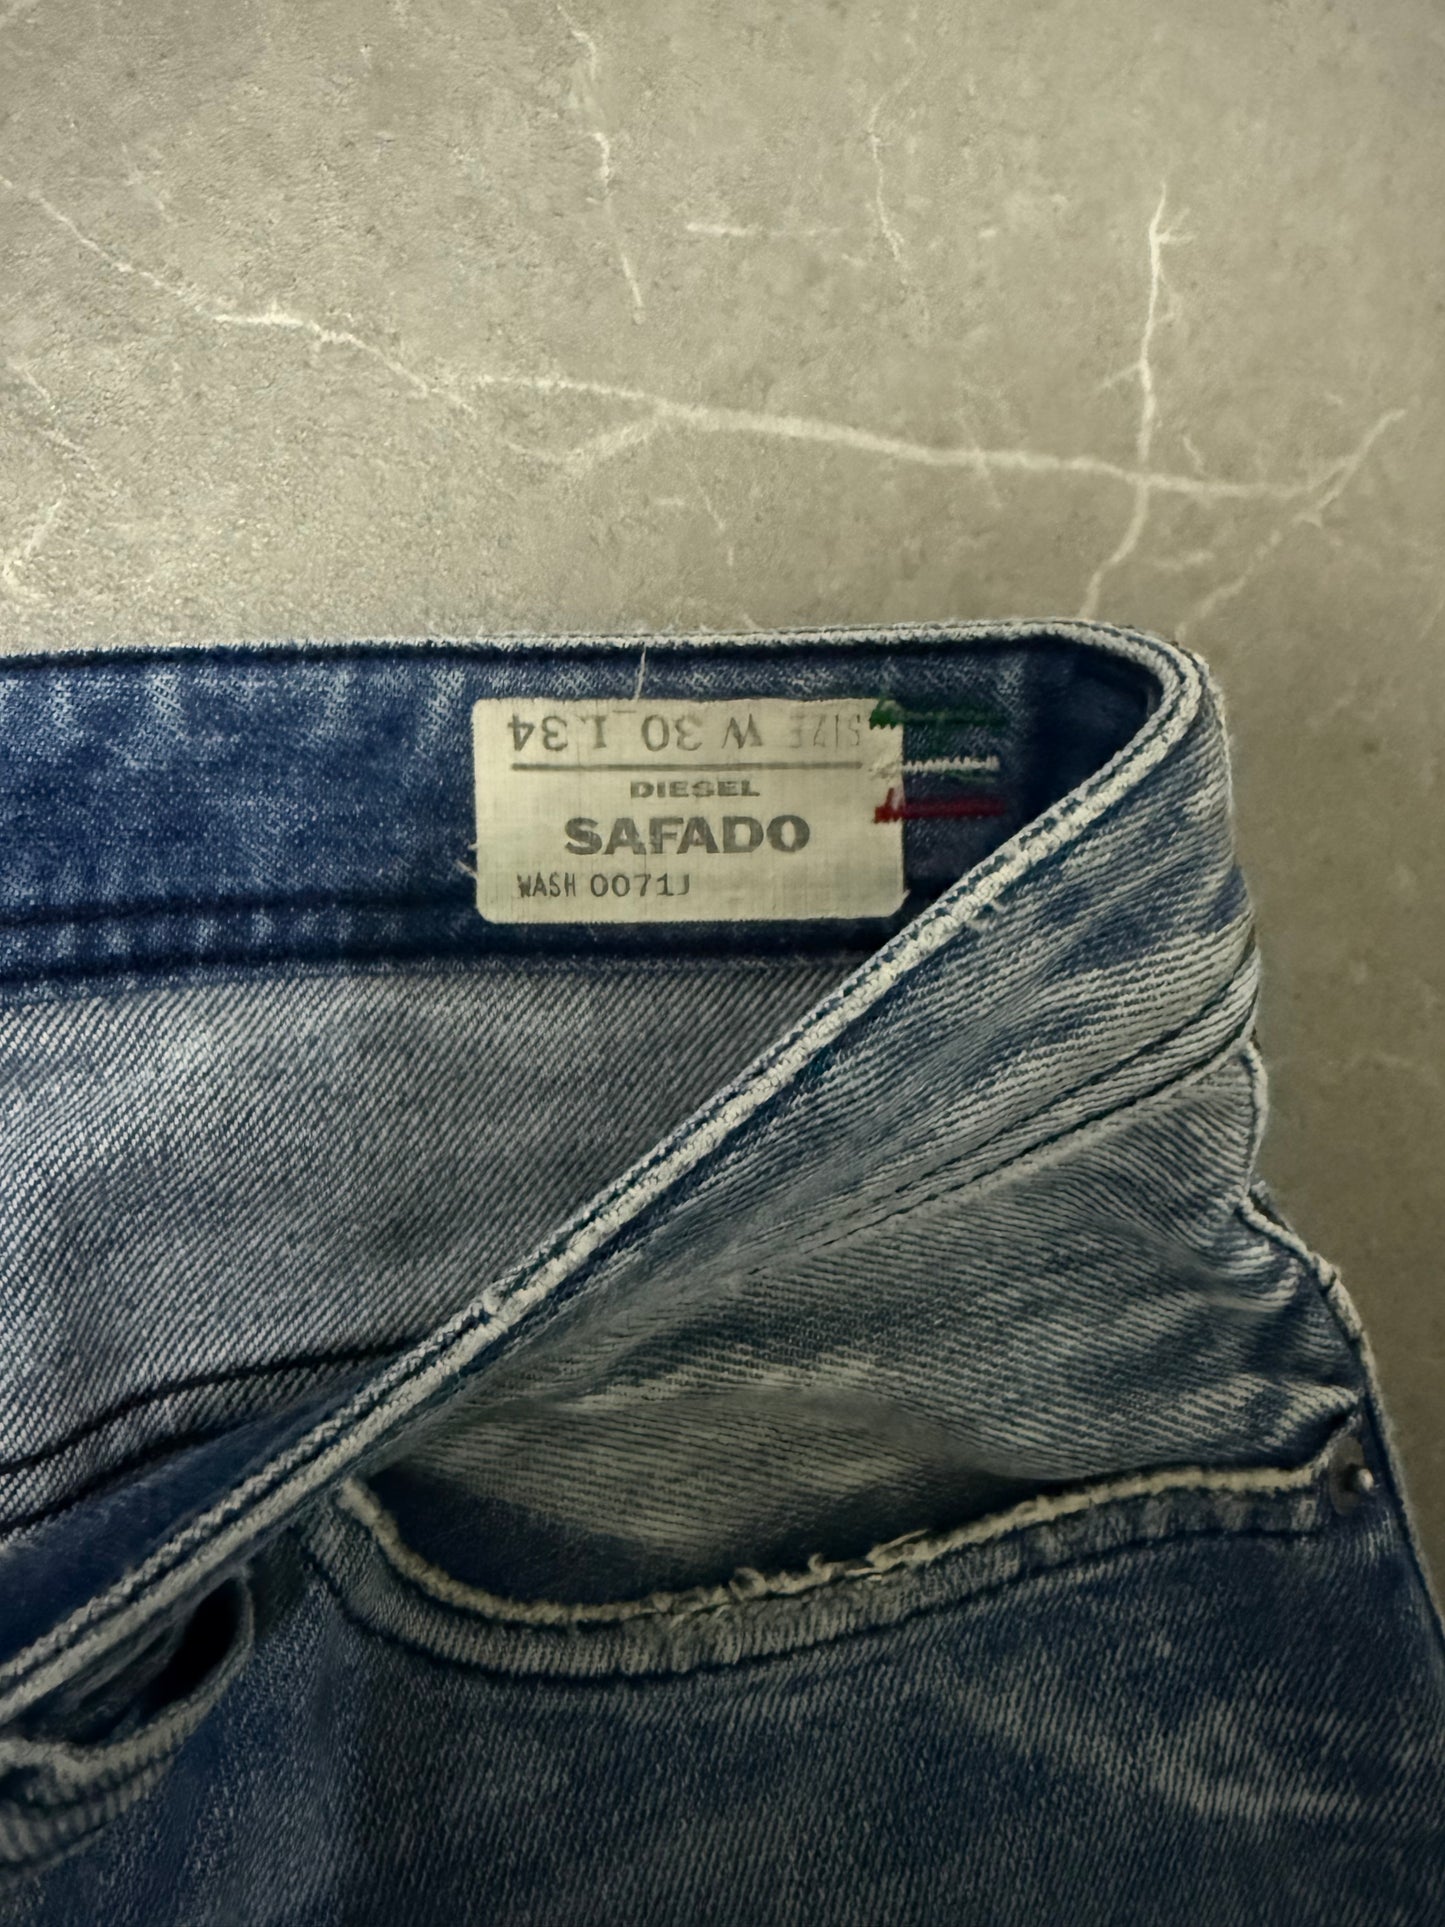 SIZE W 30 L 34
DIESEL
SAFADO
WASH 0071J